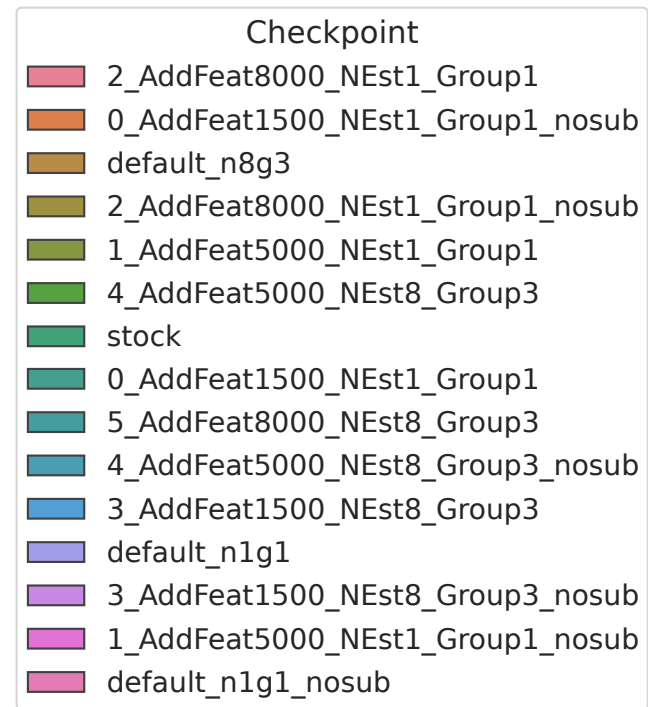 Checkpoint
2_AddFeat8000_NEst1_Group1
0_AddFeat1500_NEst1_Group1_nosub
default_n8g3
2_AddFeat8000_NEst1_Group1_nosub
1_AddFeat5000_NEst1_Group1
4_AddFeat5000_NEst8_Group3
stock
0_AddFeat1500_NEst1_Group1
5_AddFeat8000_NEst8_Group3
4_AddFeat5000_NEst8_Group3_nosub
3_AddFeat1500_NEst8_Group3
default_n1g1
3_AddFeat1500_NEst8_Group3_nosub
1_AddFeat5000_NEst1_Group1_nosub
default_n1g1_nosub